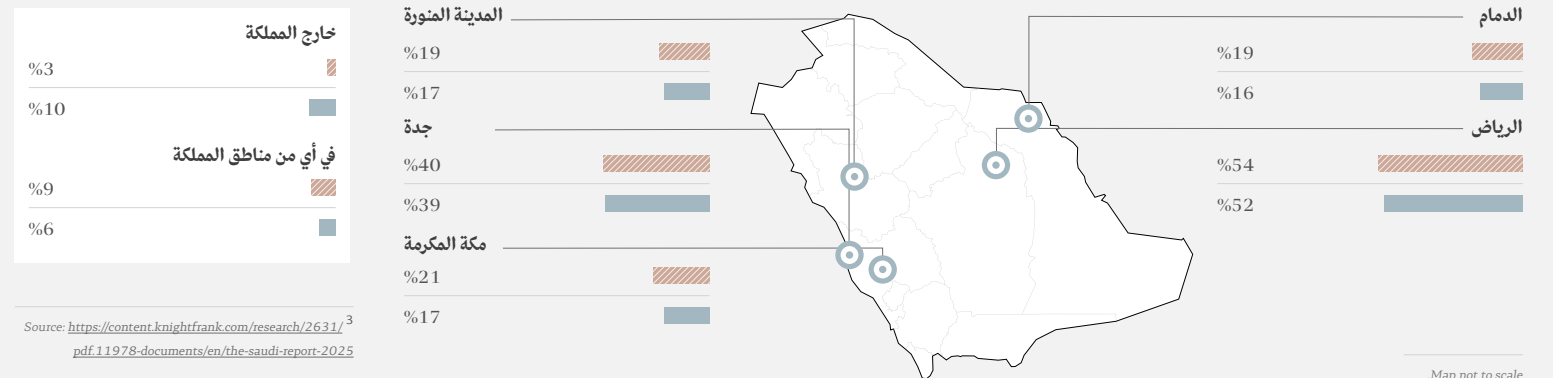 الدمام
%19
%16
الرياض
%54
%52
المدينة المنورة
%19
%17
جدة
%40
%39
مكة المكرمة
%21
%17
خارج المملكة
%3
%10
في أي من مناطق المملكة
%9
%6
Source: https://content.knightfrank.com/research/2631/ 3
pdf.11978-documents/en/the-saudi-report-2025
Map not to scale